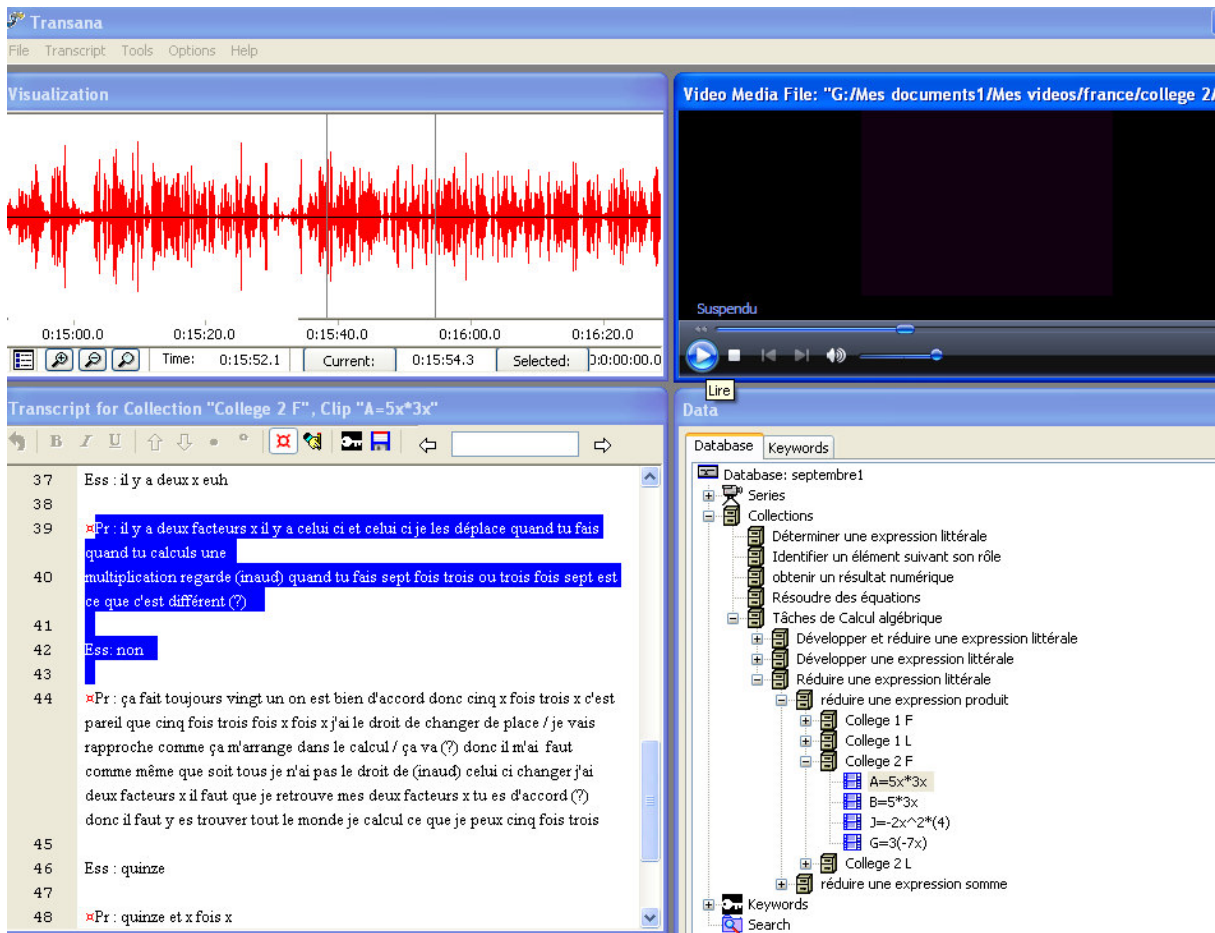 Transana
File Transcript Tools Options Help
Visualization
0:15:00.0 0:15:20.0 0:15:40.0 0:16:00.0 0:16:20.0
Time: 0:15:52.1 Current: 0:15:54.3 Selected: 0:00:00.0
Video Media File: "G:/Mes documents1/Mes videos/france/college 2/
Suspendu
Lire
Transcript for Collection "College 2 F", Clip "A=5x*3x"
B I U
37 Ess : il y a deux x euh
38
39 ¤Pr : il y a deux facteurs x il y a celui ci et celui ci je les déplace quand tu fais
quand tu calculs une
40 multiplication regarde (inaud) quand tu fais sept fois trois ou trois fois sept est
ce que c'est différent (?)
41
42 Ess: non
43
44 ¤Pr : ça fait toujours vingt un on est bien d'accord donc cinq x fois trois x c'est
pareil que cinq fois trois fois x fois x j'ai le droit de changer de place / je vais
rapproche comme ça m'arrange dans le calcul / ça va (?) donc il m'ai faut
comme même que soit tous je n'ai pas le droit de (inaud) celui ci changer j'ai
deux facteurs x il faut que je retrouve mes deux facteurs x tu es d'accord (?)
donc il faut y es trouver tout le monde je calcul ce que je peux cinq fois trois
45
46 Ess : quinze
47
48 ¤Pr : quinze et x fois x
Data
Database Keywords
Database: septembre1
Series
Collections
Déterminer une expression littérale
Identifier un élément suivant son rôle
obtenir un résultat numérique
Résoudre des équations
Tâches de Calcul algébrique
Développer et réduire une expression littérale
Développer une expression littérale
Réduire une expression littérale
réduire une expression produit
College 1 F
College 1 L
College 2 F
A=5x*3x
B=5*3x
J=-2x^2*(4)
G=3(-7x)
College 2 L
réduire une expression somme
Keywords
Search